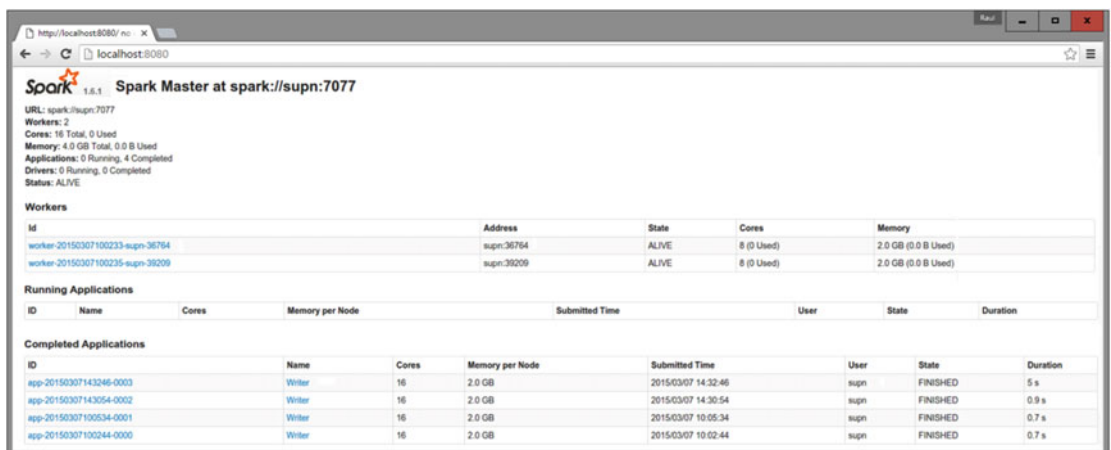 Raul
http://localhost:8080/ no
localhost:8080
Spark 1.6.1 Spark Master at spark://supn:7077
URL: spark://supn:7077
Workers: 2
Cores: 16 Total, 0 Used
Memory: 4.0 GB Total, 0.0 B Used
Applications: 0 Running, 4 Completed
Drivers: 0 Running, 0 Completed
Status: ALIVE
Workers
Id Address State Cores Memory
worker-20150307100233-supn-36764 supn:36764 ALIVE 8 (0 Used) 2.0 GB (0.0 B Used)
worker-20150307100235-supn-39209 supn:39209 ALIVE 8 (0 Used) 2.0 GB (0.0 B Used)
Running Applications
ID Name Cores Memory per Node Submitted Time User State Duration
Completed Applications
ID Name Cores Memory per Node Submitted Time User State Duration
app-20150307143246-0003 Writer 16 2.0 GB 2015/03/07 14:32:46 supn FINISHED 5 s
app-20150307143054-0002 Writer 16 2.0 GB 2015/03/07 14:30:54 supn FINISHED 0.9 s
app-20150307100534-0001 Writer 16 2.0 GB 2015/03/07 10:05:34 supn FINISHED 0.7 s
app-20150307100244-0000 Writer 16 2.0 GB 2015/03/07 10:02:44 supn FINISHED 0.7 s